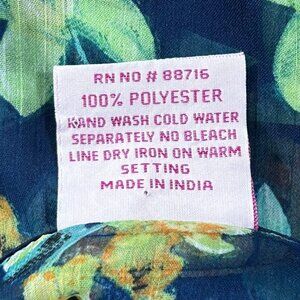 RN NO # 88716
100% POLYESTER
HAND WASH COLD WATER
SEPARATELY NO BLEACH
LINE DRY IRON ON WARM
SETTING
MADE IN INDIA